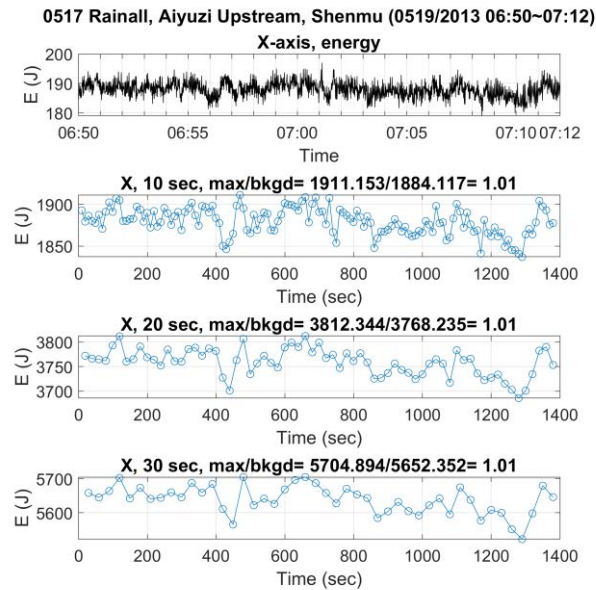 0517 Rainall, Aiyuzi Upstream, Shenmu (0519/2013 06:50~07:12)
X-axis, energy
E (J)
200
190
180
06:50 06:55 07:00 07:05 07:10 07:12
Time
X, 10 sec, max/bkgd= 1911.153/1884.117= 1.01
E (J)
1900
1850
0 200 400 600 800 1000 1200 1400
Time (sec)
X, 20 sec, max/bkgd= 3812.344/3768.235= 1.01
E (J)
3800
3750
3700
0 200 400 600 800 1000 1200 1400
Time (sec)
X, 30 sec, max/bkgd= 5704.894/5652.352= 1.01
E (J)
5700
5600
0 200 400 600 800 1000 1200 1400
Time (sec)